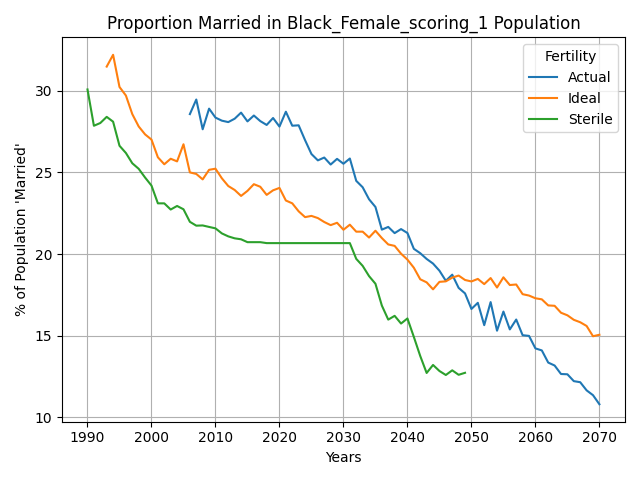 Proportion Married in Black_Female_scoring_1 Population
% of Population 'Married'
30
25
20
15
10
Fertility
Actual
Ideal
Sterile
1990 2000 2010 2020 2030 2040 2050 2060 2070
Years